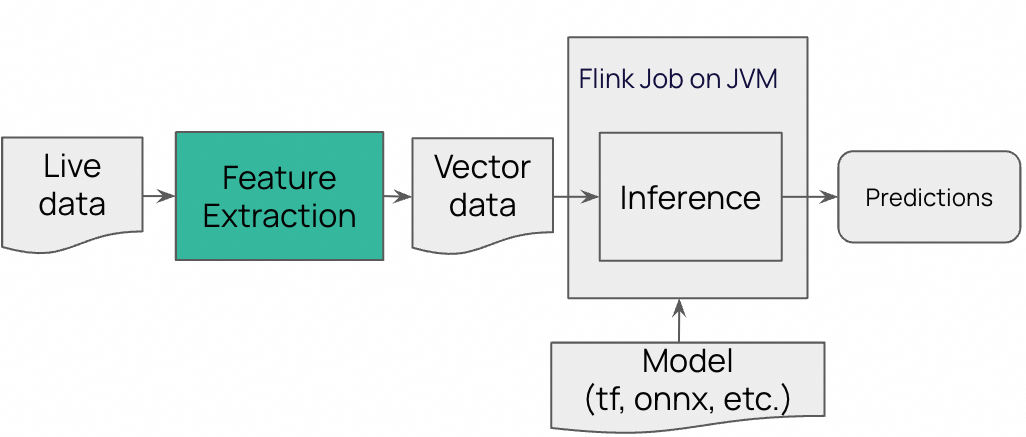 Flink Job on JVM
Live
data
Feature
Extraction
Vector
data
Inference
Predictions
Model
(tf, onnx, etc.)